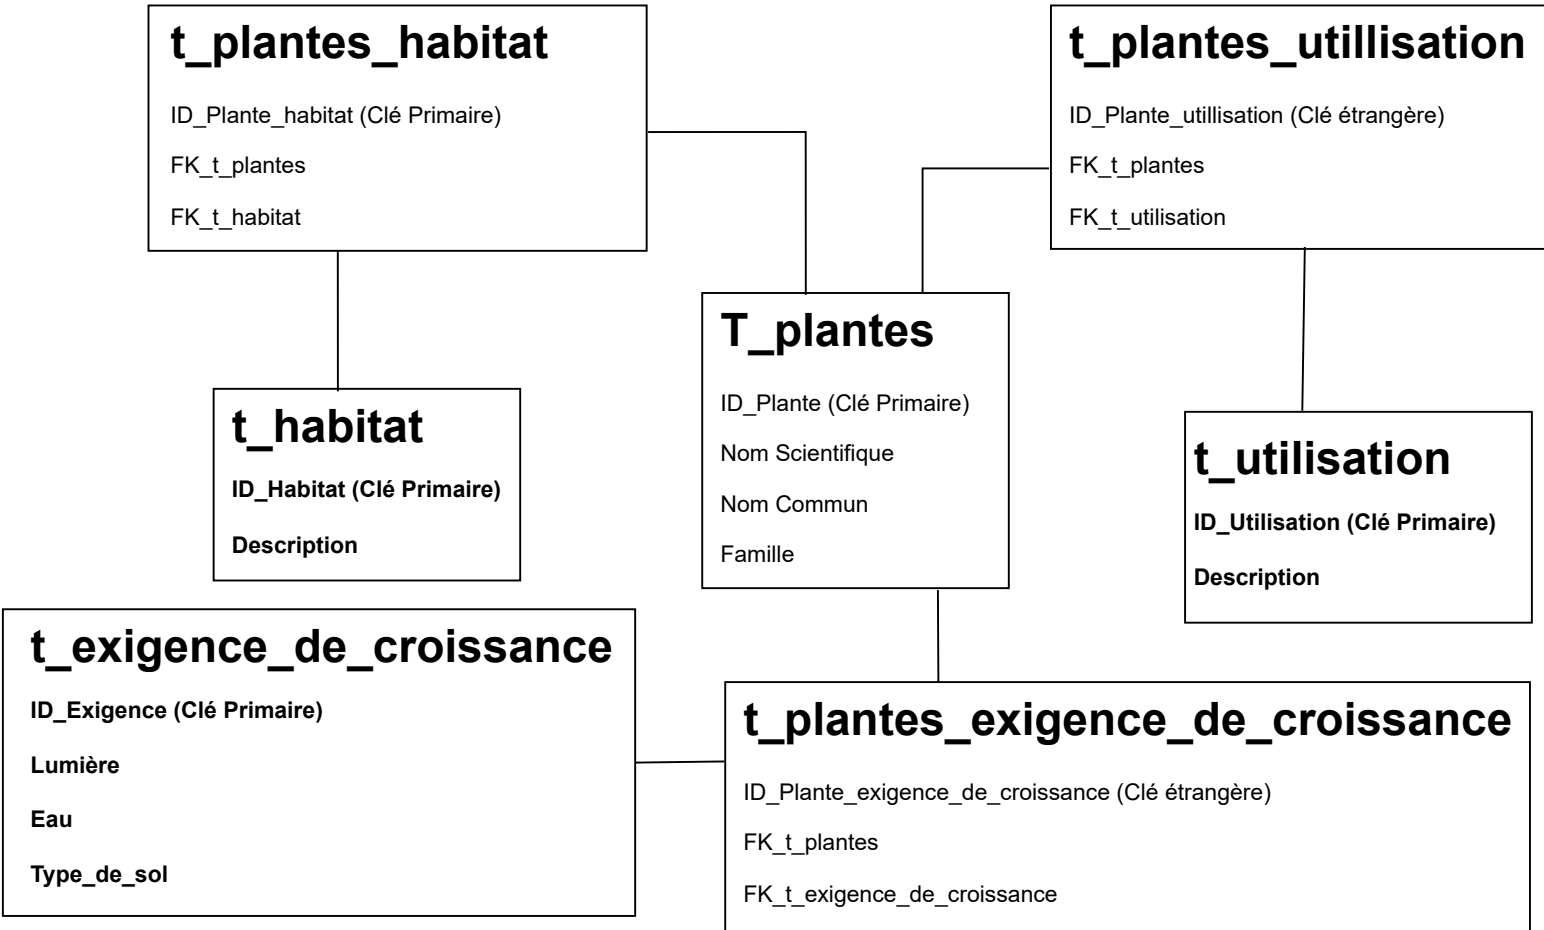 t_plantes_habitat
ID_Plante_habitat (Clé Primaire)
FK_t_plantes
FK_t_habitat
t_plantes_utillisation
ID_Plante_utillisation (Clé étrangère)
FK_t_plantes
FK_t_utilisation
T_plantes
ID_Plante (Clé Primaire)
Nom Scientifique
Nom Commun
Famille
t_habitat
ID_Habitat (Clé Primaire)
Description
t_utilisation
ID_Utilisation (Clé Primaire)
Description
t_exigence_de_croissance
ID_Exigence (Clé Primaire)
Lumière
Eau
Type_de_sol
t_plantes_exigence_de_croissance
ID_Plante_exigence_de_croissance (Clé étrangère)
FK_t_plantes
FK_t_exigence_de_croissance